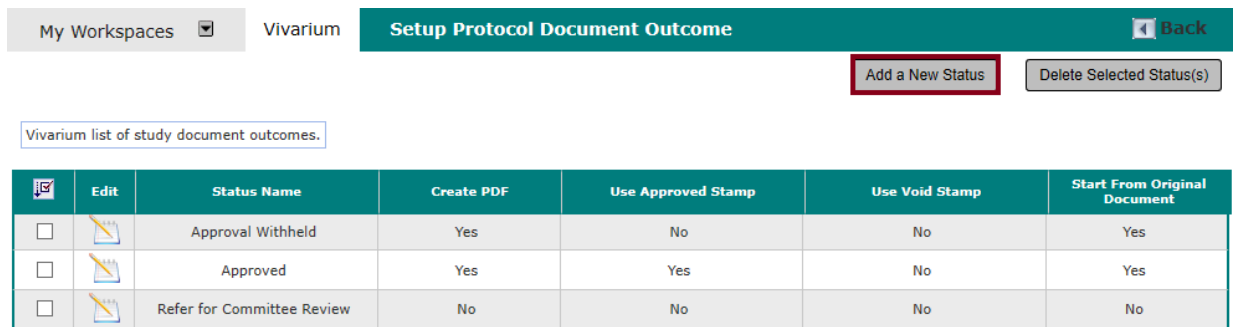 My Workspaces Vivarium Setup Protocol Document Outcome Back
Add a New Status Delete Selected Status(s)
Vivarium list of study document outcomes.
Edit Status Name Create PDF Use Approved Stamp Use Void Stamp Start From Original Document
Approval Withheld Yes No No Yes
Approved Yes Yes No Yes
Refer for Committee Review No No No No